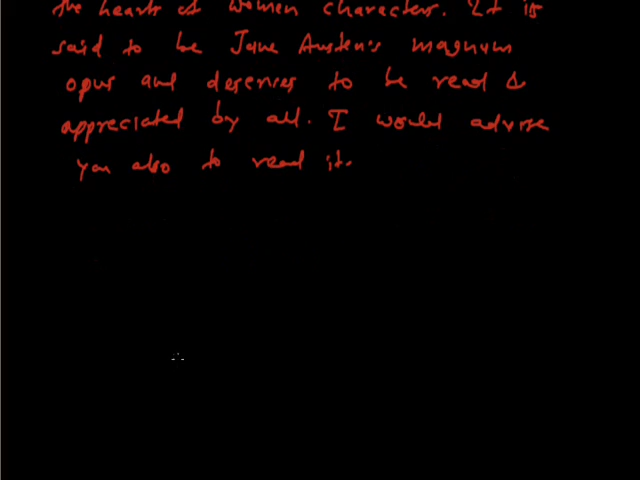 the hearts of women characters. It is
said to be Jane Austen's magnum
opus and deserves to be read &
appreciated by all. I would advise
you also to read it.